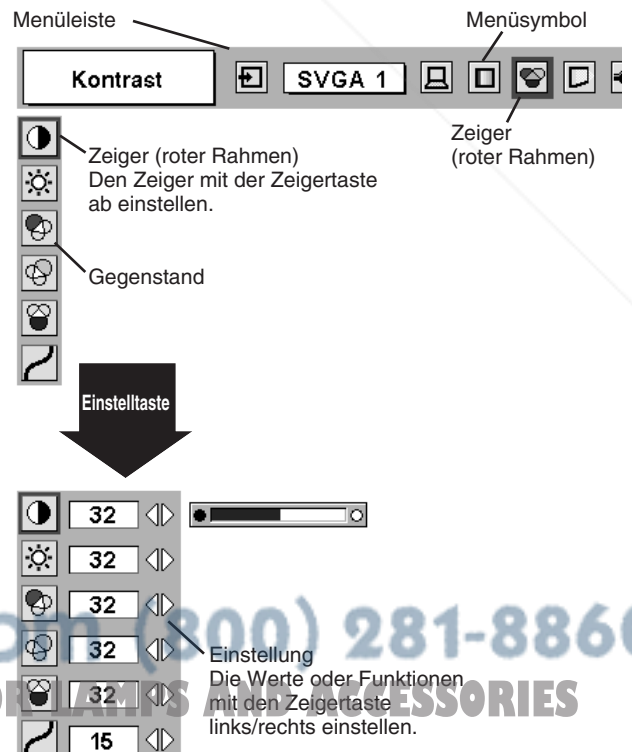 Menüleiste
Menüsymbol
Kontrast
SVGA 1
Zeiger
(roter Rahmen)
Zeiger (roter Rahmen)
Den Zeiger mit der Zeigertaste
ab einstellen.
Gegenstand
Einstelltaste
32
32
32
32
32
15
Einstellung
Die Werte oder Funktionen
mit den Zeigertaste
links/rechts einstellen.
om (800) 281-8860
R LAMPS AND ACCESSORIES